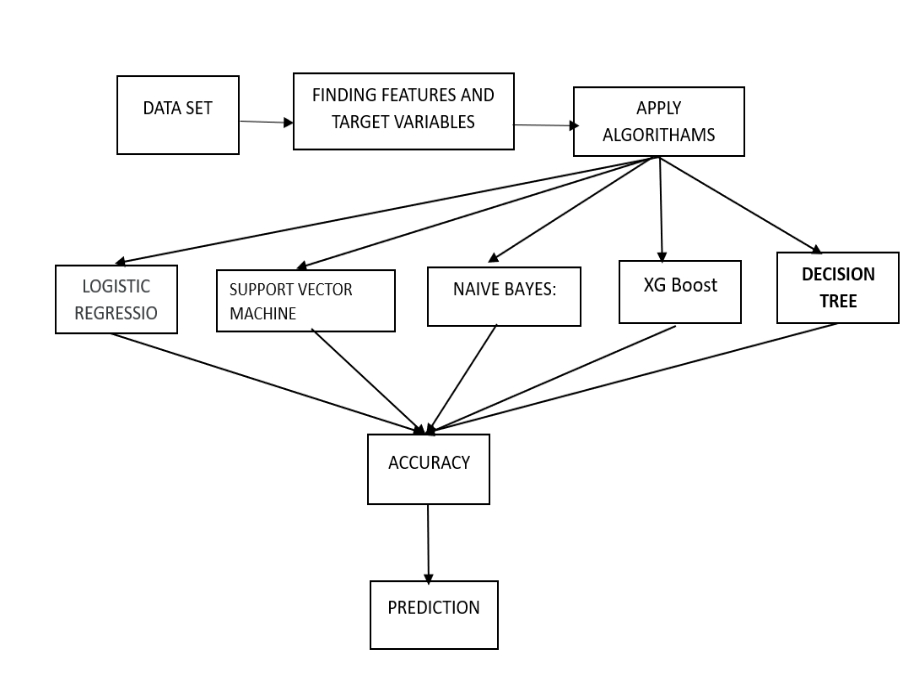 DATA SET
FINDING FEATURES AND
TARGET VARIABLES
APPLY
ALGORITHAMS
LOGISTIC
REGRESSIO
SUPPORT VECTOR
MACHINE
NAIVE BAYES:
XG Boost
DECISION
TREE
ACCURACY
PREDICTION